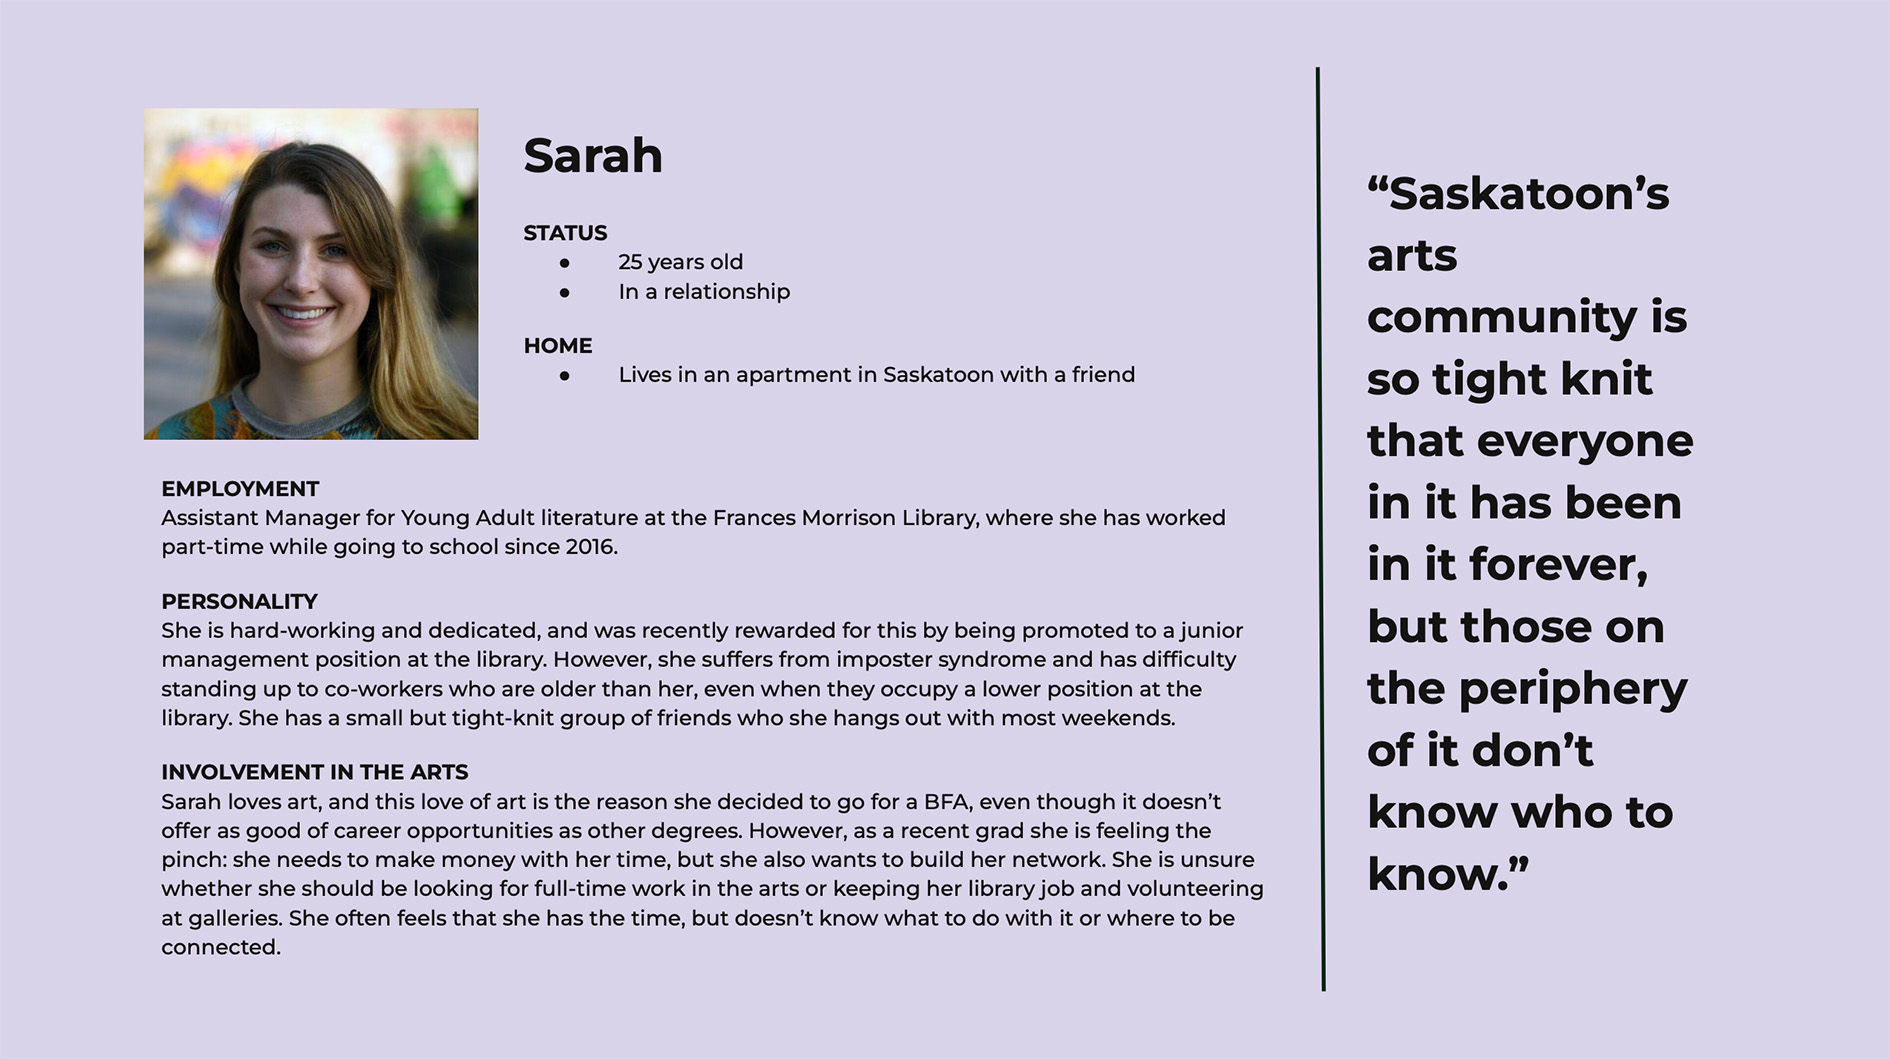 Sarah
STATUS
● 25 years old
● In a relationship
HOME
● Lives in an apartment in Saskatoon with a friend
EMPLOYMENT
Assistant Manager for Young Adult literature at the Frances Morrison Library, where she has worked
part-time while going to school since 2016.
PERSONALITY
She is hard-working and dedicated, and was recently rewarded for this by being promoted to a junior
management position at the library. However, she suffers from imposter syndrome and has difficulty
standing up to co-workers who are older than her, even when they occupy a lower position at the
library. She has a small but tight-knit group of friends who she hangs out with most weekends.
INVOLVEMENT IN THE ARTS
Sarah loves art, and this love of art is the reason she decided to go for a BFA, even though it doesn’t
offer as good of career opportunities as other degrees. However, as a recent grad she is feeling the
pinch: she needs to make money with her time, but she also wants to build her network. She is unsure
whether she should be looking for full-time work in the arts or keeping her library job and volunteering
at galleries. She often feels that she has the time, but doesn’t know what to do with it or where to be
connected.
“Saskatoon’s
arts
community is
so tight knit
that everyone
in it has been
in it forever,
but those on
the periphery
of it don’t
know who to
know.”